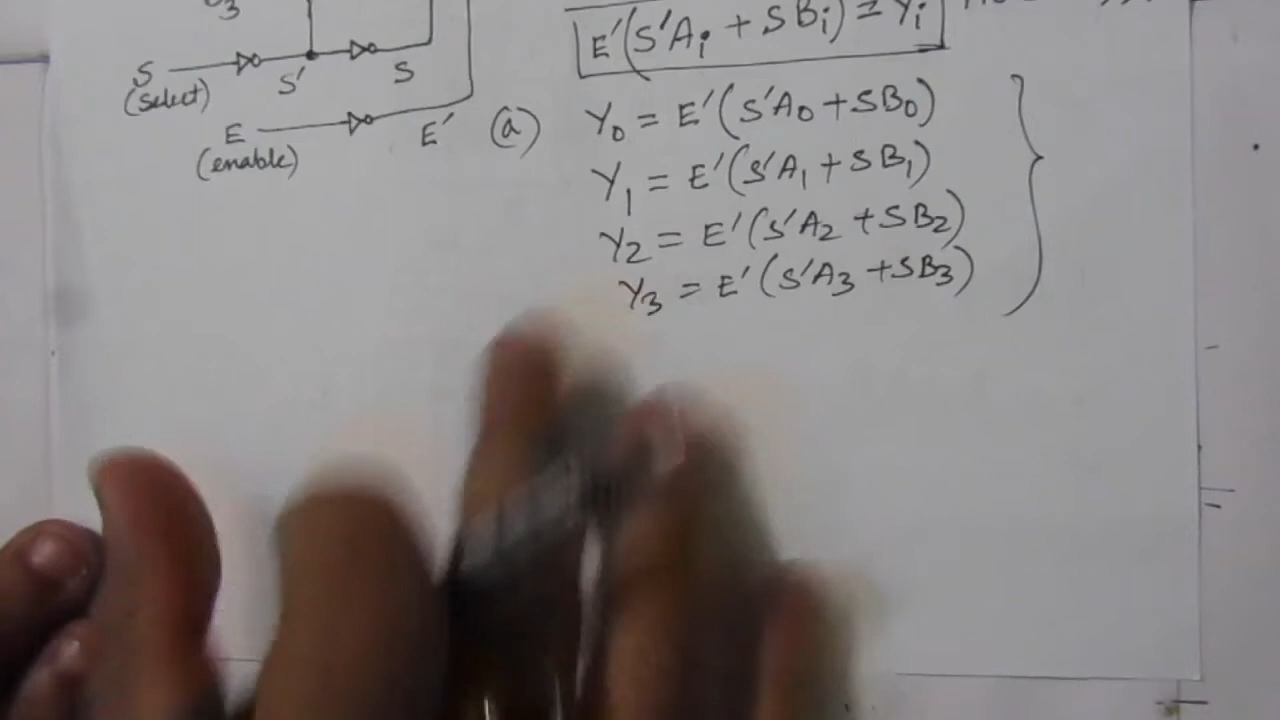 E'(S'Ai + SBi) = Yi
S
(select)
S'
S
E
(enable)
E'
(a)
Y0 = E'(S'A0 + SB0)
Y1 = E'(S'A1 + SB1)
Y2 = E'(S'A2 + SB2)
Y3 = E'(S'A3 + SB3)